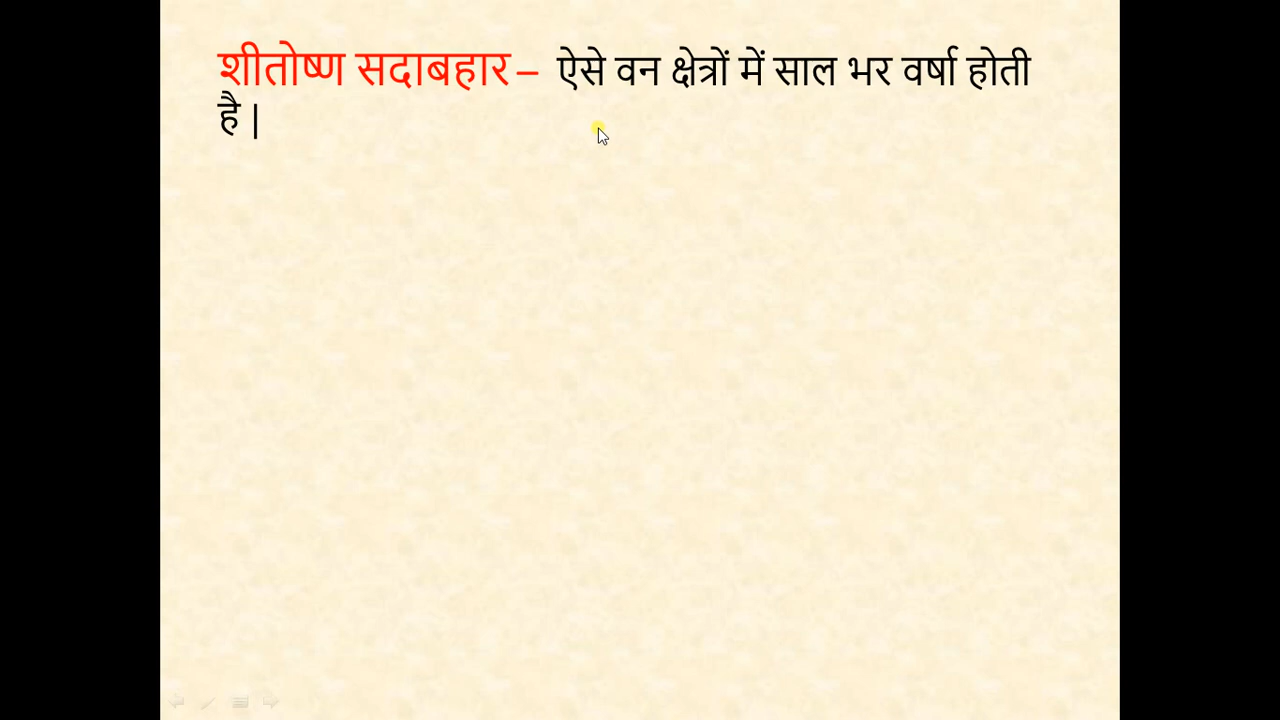 शीतोष्ण सदाबहार – ऐसे वन क्षेत्रों में साल भर वर्षा होती
है |